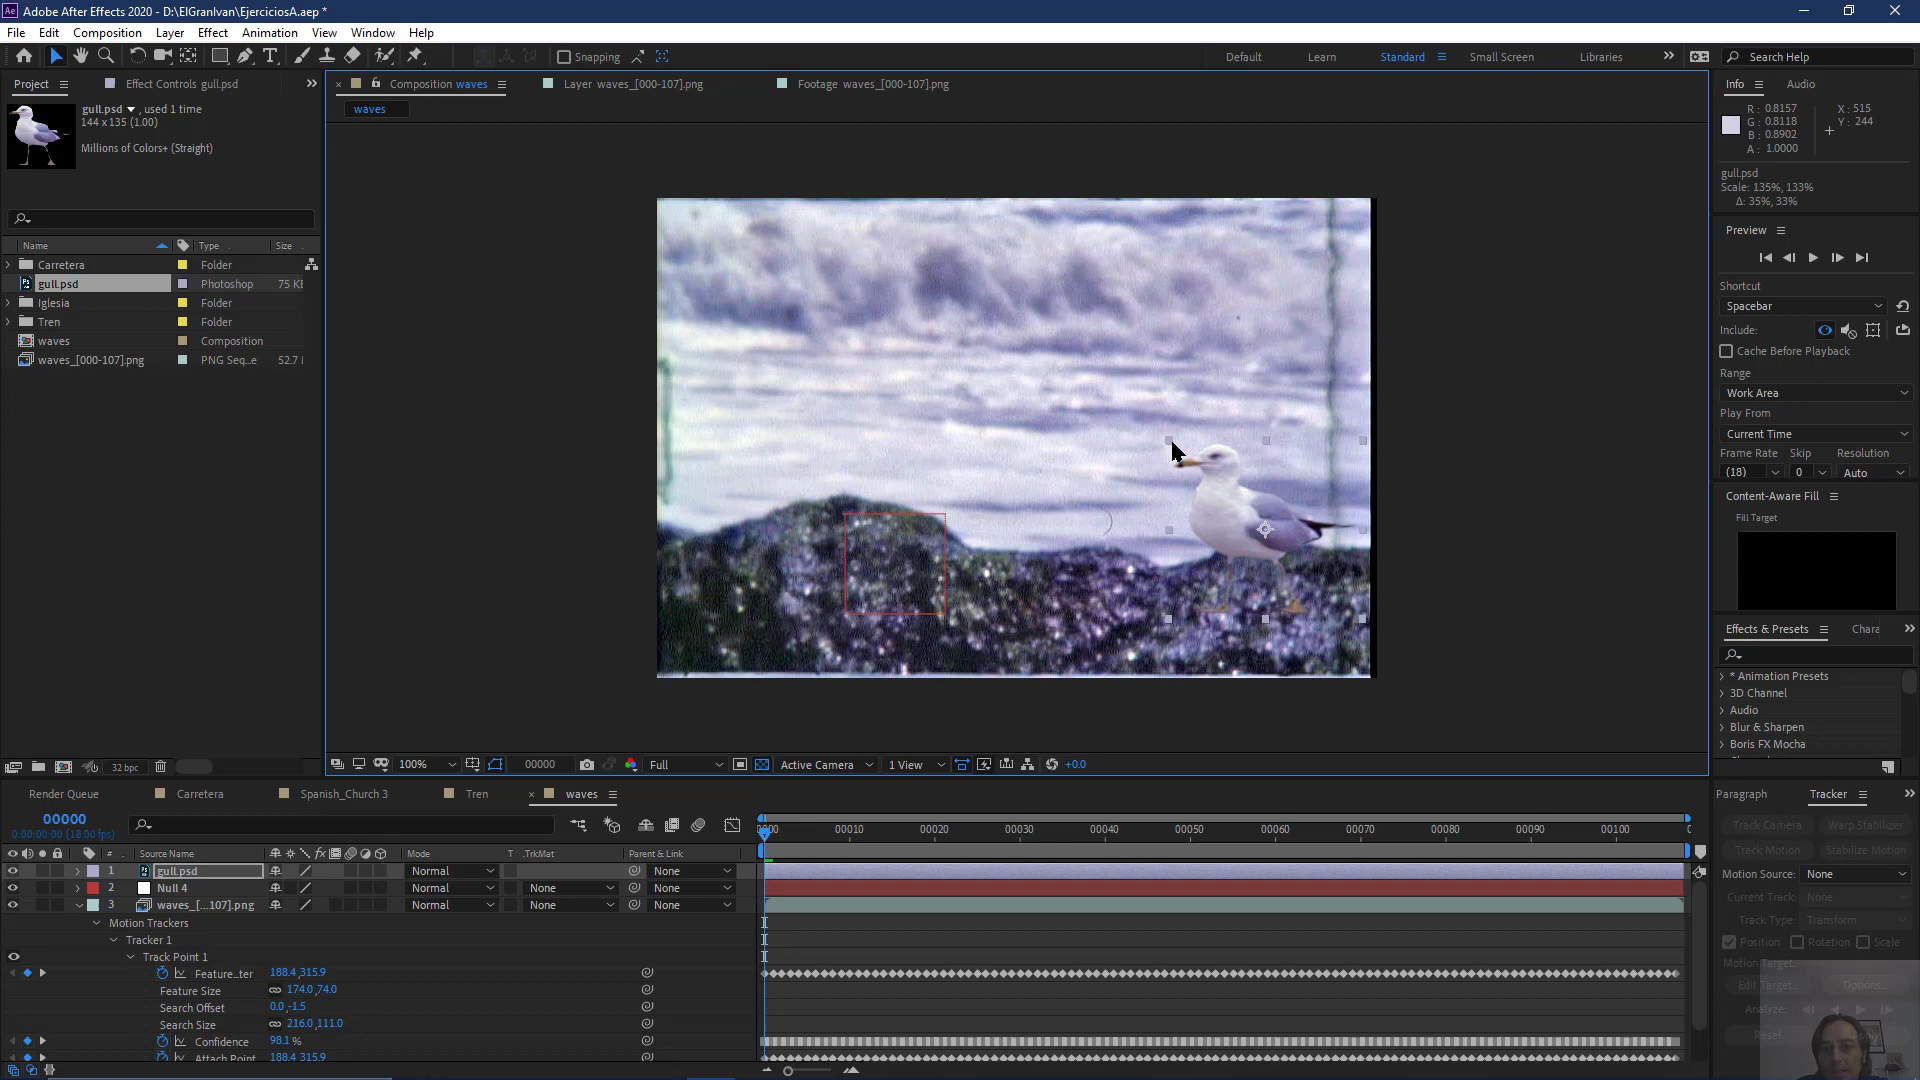 Adobe After Effects 2020 - D:\ElGranIvan\EjerciciosA.aep *
File Edit Composition Layer Effect Animation View Window Help
Snapping
Default Learn Standard Small Screen Libraries
Search Help
Project Effect Controls gull.psd
Composition waves
Layer waves_[000-107].png
Footage waves_[000-107].png
waves
gull.psd , used 1 time
144 x 135 (1.00)
Millions of Colors+ (Straight)
Name Type Size
Carretera Folder
gull.psd Photoshop 75 KE
Iglesia Folder
Tren Folder
waves Composition
waves_[000-107].png PNG Seq...e 52.7
32 bpc
100% 00000 Full Active Camera 1 View +0.0
Info Audio
R : 0.8157 X : 515
G : 0.8118 Y : 244
B : 0.8902
A : 1.0000
gull.psd
Scale: 135%, 133%
Δ: 35%, 33%
Preview
Shortcut
Spacebar
Include:
Cache Before Playback
Range
Work Area
Play From
Current Time
Frame Rate Skip Resolution
(18) 0 Auto
Content-Aware Fill
Fill Target
Effects & Presets Chara
* Animation Presets
3D Channel
Audio
Blur & Sharpen
Boris FX Mocha
Render Queue Carretera Spanish_Church 3 Tren waves
00000
0:00:00:00 (18.00 fps)
0000 00010 00020 00030 00040 00050 00060 00070 00080 00090 00100
# Source Name fx Mode T .TrkMat Parent & Link
1 gull.psd Normal None
2 Null 4 Normal None None
3 waves_[...107].png Normal None None
Motion Trackers
Tracker 1
Track Point 1
Feature...ter 188.4,315.9
Feature Size 174.0,74.0
Search Offset 0.0,-1.5
Search Size 216.0,111.0
Confidence 98.1 %
Attach Point 188.4,315.9
Paragraph Tracker
Track Camera Warp Stabilizer
Track Motion Stabilize Motion
Motion Source: None
Current Track: None
Track Type: Transform
Position Rotation Scale
Motion Target:
Edit Target... Options...
Analyze:
Reset